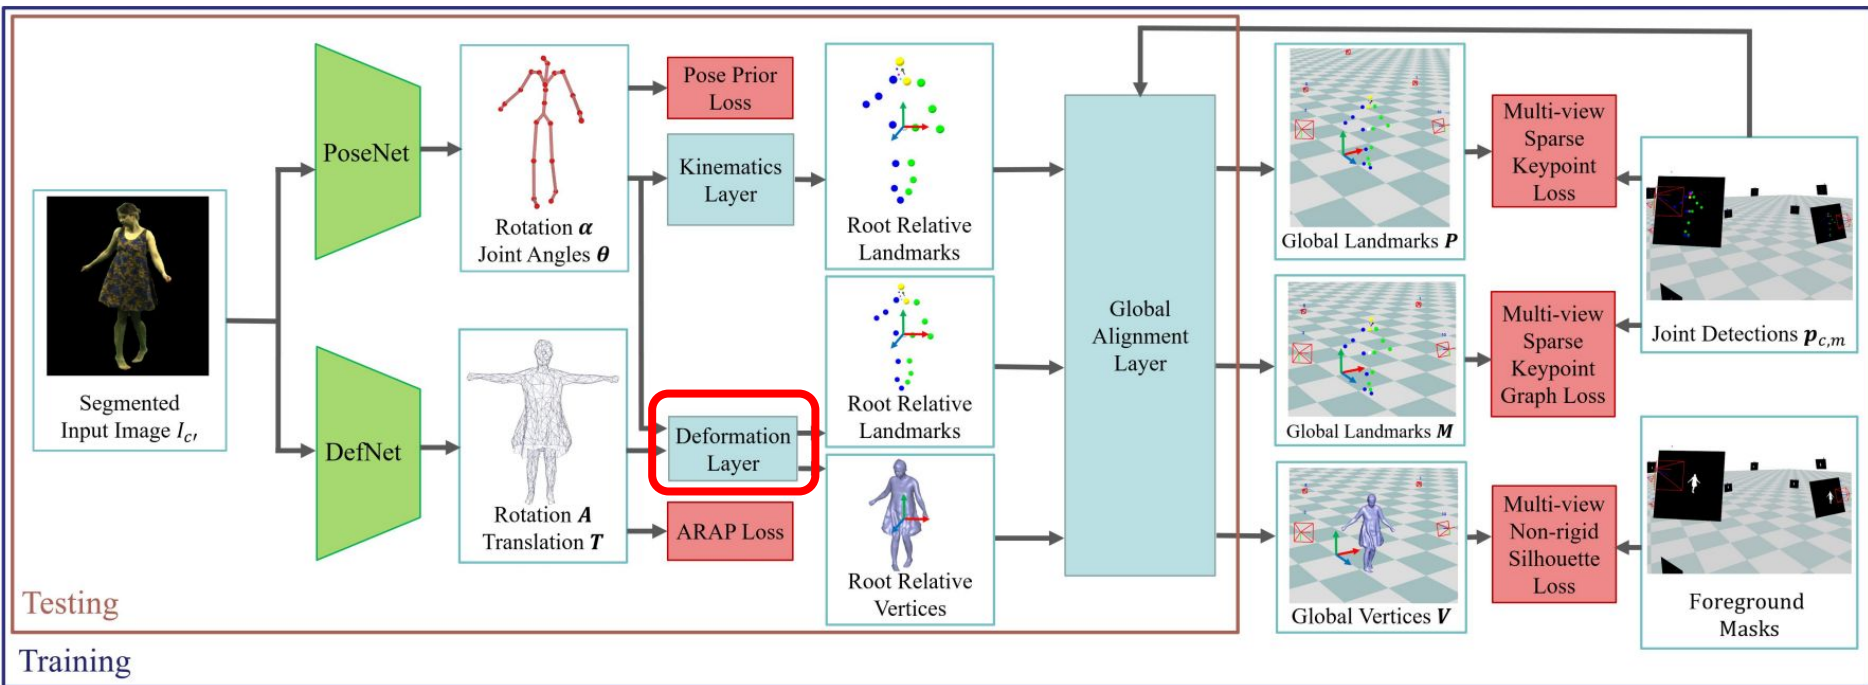 PoseNet
DefNet
Segmented
Input Image I_{c'}
Rotation α
Joint Angles θ
Rotation A
Translation T
Pose Prior
Loss
Kinematics
Layer
Deformation
Layer
ARAP Loss
Root Relative
Landmarks
Root Relative
Landmarks
Root Relative
Vertices
Global
Alignment
Layer
Global Landmarks P
Global Landmarks M
Global Vertices V
Multi-view
Sparse
Keypoint
Loss
Multi-view
Sparse
Keypoint
Graph Loss
Multi-view
Non-rigid
Silhouette
Loss
Joint Detections p_{c,m}
Foreground
Masks
Testing
Training